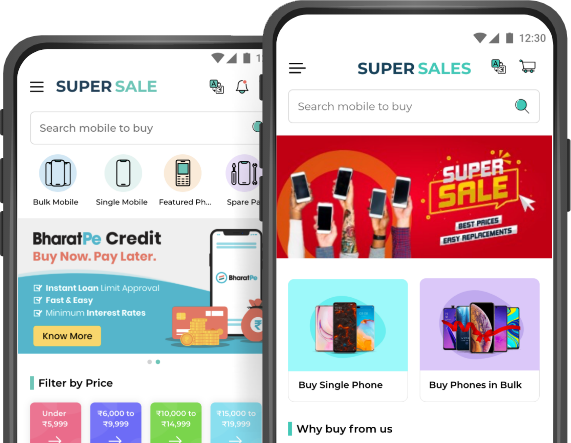 SUPER SALE
Search mobile to buy
Bulk Mobile
Single Mobile
Featured Ph...
Spare Pa
BharatPe Credit
Buy Now. Pay Later.
Instant Loan Limit Approval
Fast & Easy
Minimum Interest Rates
Know More
BharatPe
Filter by Price
Under
₹5,999
₹6,000 to
₹9,999
₹10,000 to
₹14,999
₹15,000 to
₹19,999
12:30
SUPER SALES
Search mobile to buy
SUPER
SALE
BEST PRICES
EASY REPLACEMENTS
Buy Single Phone
Buy Phones in Bulk
Why buy from us